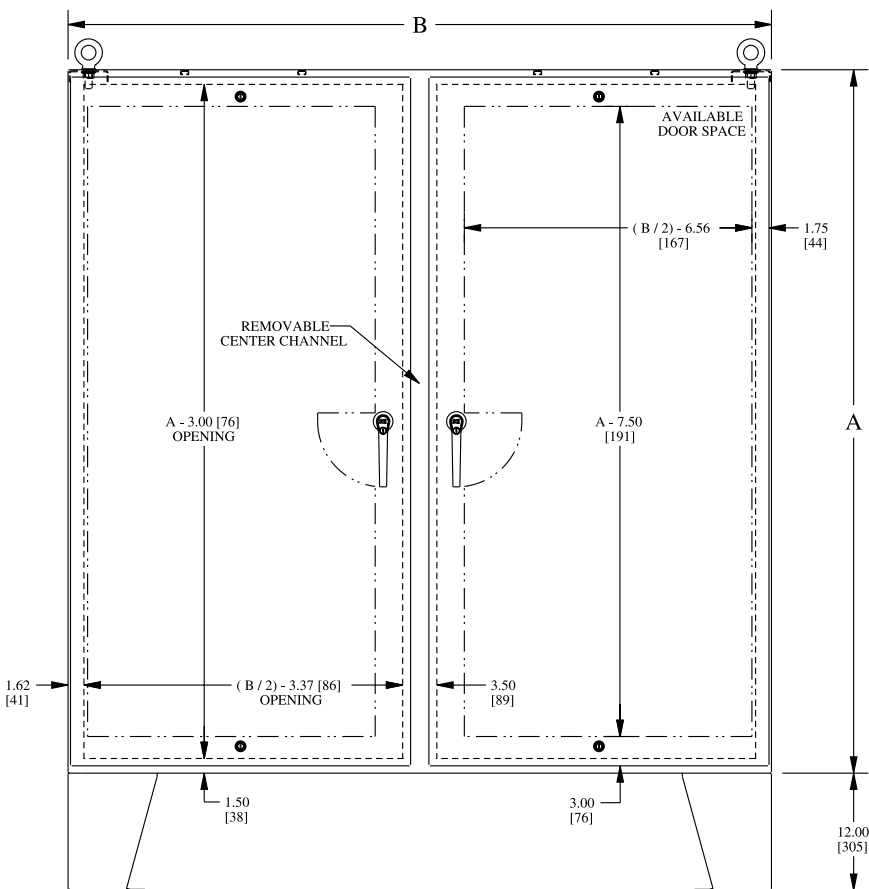 B
AVAILABLE
DOOR SPACE
( B / 2) - 6.56
[167]
1.75
[44]
REMOVABLE
CENTER CHANNEL
A - 3.00 [76]
OPENING
A - 7.50
[191]
A
1.62
[41]
( B / 2) - 3.37 [86]
OPENING
3.50
[89]
1.50
[38]
3.00
[76]
12.00
[305]